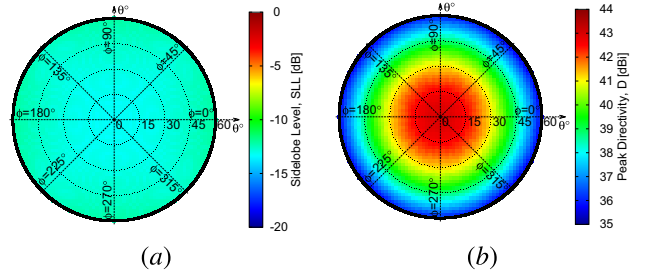 θ°
φ=90°
φ=45°
φ=135°
φ=180°
φ=0°
0 15 30 45 60 θ°
φ=225°
φ=315°
φ=270°
0
-5
-10
-15
-20
Sidelobe Level, SLL [dB]
(a)
θ°
φ=90°
φ=45°
φ=135°
φ=180°
φ=0°
0 15 30 45 60 θ°
φ=225°
φ=315°
φ=270°
44
43
42
41
40
39
38
37
36
35
Peak Directivity, D [dBi]
(b)